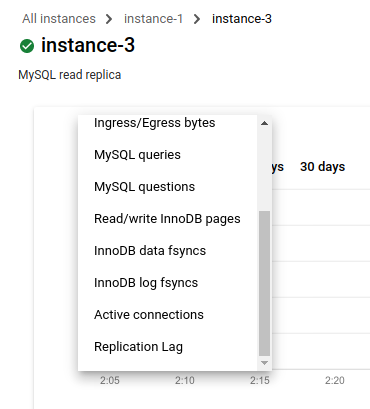 All instances > instance-1 > instance-3
instance-3
MySQL read replica
Ingress/Egress bytes
MySQL queries
ys 30 days
MySQL questions
Read/write InnoDB pages
InnoDB data fsyncs
InnoDB log fsyncs
Active connections
Replication Lag
2:05 2:10 2:15 2:20